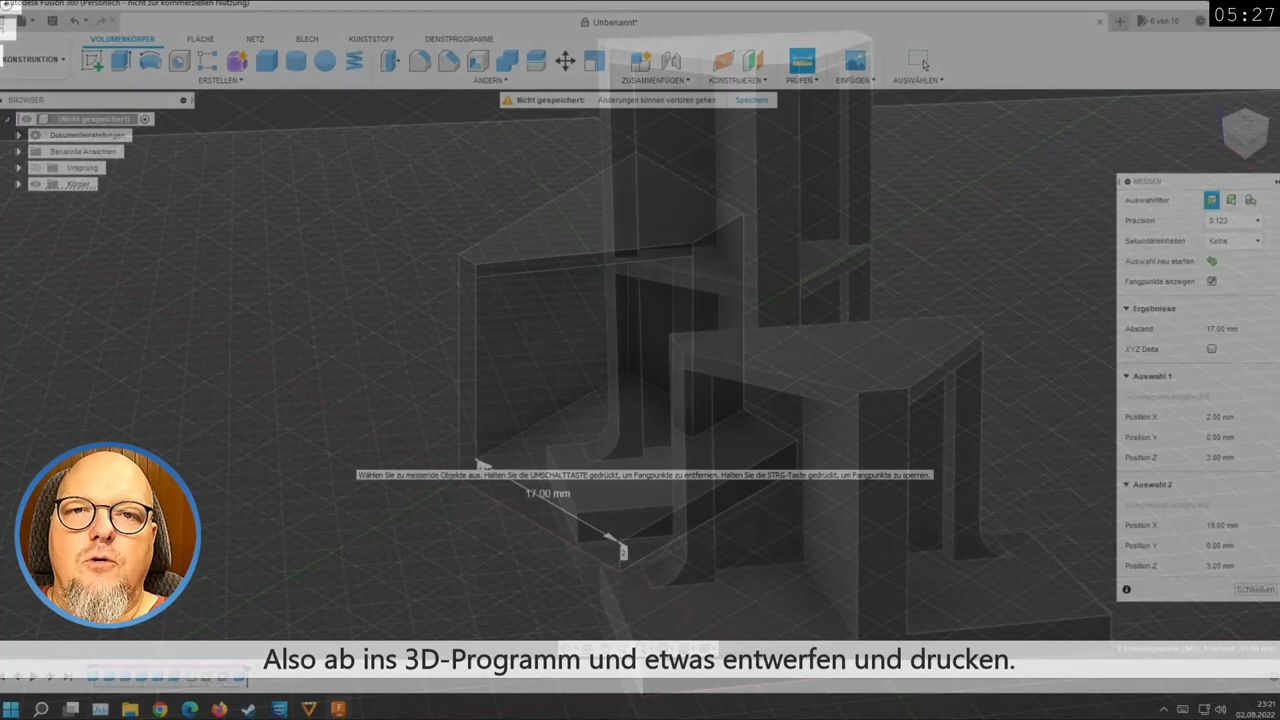 Autodesk Fusion 360 (Persönlich - nicht zur kommerziellen Nutzung)
05:27
Unbenannt*
6 von 10
VOLUMENKÖRPER FLÄCHE NETZ BLECH KUNSTSTOFF DIENSTPROGRAMME
KONSTRUKTION
ERSTELLEN ÄNDERN ZUSAMMENFÜGEN KONSTRUIEREN PRÜFEN EINFÜGEN AUSWÄHLEN
BROWSER
Nicht gespeichert: Änderungen können verloren gehen Speichern
(Nicht gespeichert)
Dokumenteinstellungen
Benannte Ansichten
Ursprung
Körper
MESSEN
Auswahlfilter
Präzision 0.123
Sekundäreinheiten Keine
Auswahl neu starten
Fangpunkte anzeigen
Ergebnisse
Abstand 17.00 mm
XYZ Delta
Auswahl 1
Position X 2.00 mm
Position Y 0.00 mm
Position Z 3.00 mm
Auswahl 2
Position X 19.00 mm
Position Y 0.00 mm
Position Z 3.00 mm
Schließen
Wählen Sie zu messende Objekte aus. Halten Sie die UMSCHALTTASTE gedrückt, um Fangpunkte zu entfernen. Halten Sie die STRG-Taste gedrückt, um Fangpunkte zu sperren.
17.00 mm
2
Also ab ins 3D-Programm und etwas entwerfen und drucken.
23:21
02.09.2022